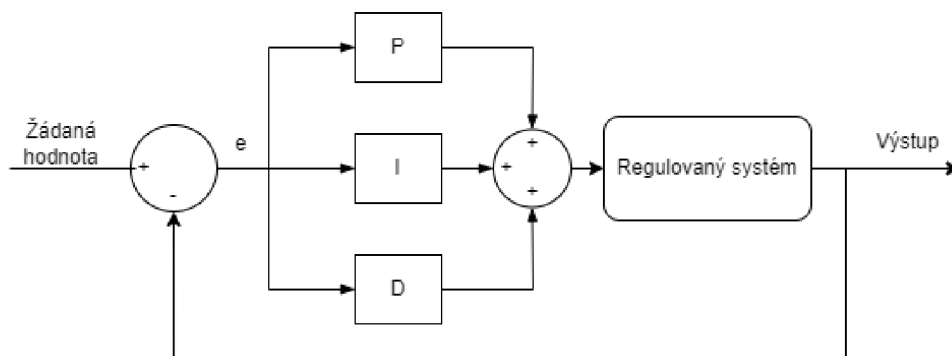 Žádaná
hodnota
+
-
e
P
I
D
+
+
+
Regulovaný systém
Výstup